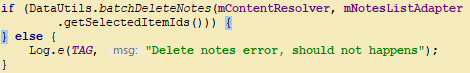 if (DataUtils.batchDeleteNotes(mContentResolver, mNotesListAdapter
.getSelectedItemIds())) {
} else {
Log.e(TAG, msg: "Delete notes error, should not happens");
}